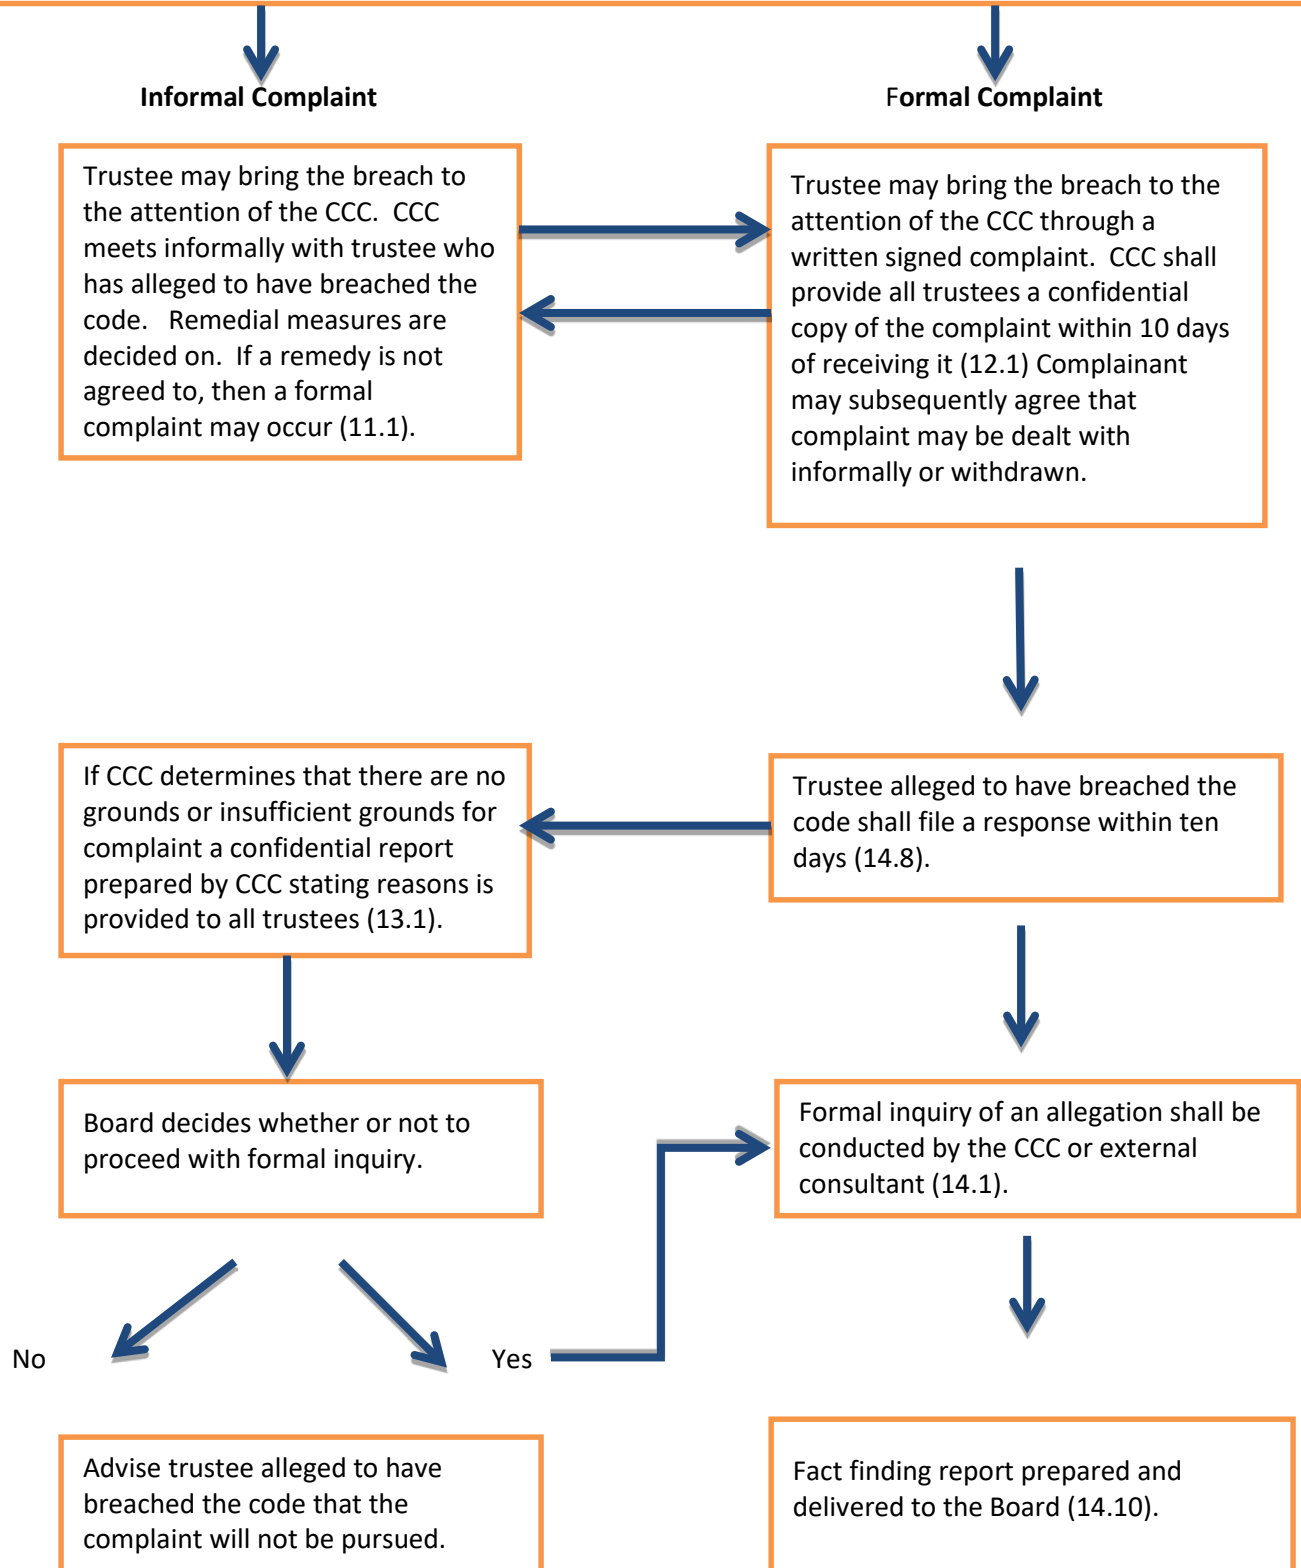 Informal Complaint
Formal Complaint
Trustee may bring the breach to
the attention of the CCC.  CCC
meets informally with trustee who
has alleged to have breached the
code.   Remedial measures are
decided on.  If a remedy is not
agreed to, then a formal
complaint may occur (11.1).
Trustee may bring the breach to the
attention of the CCC through a
written signed complaint.  CCC shall
provide all trustees a confidential
copy of the complaint within 10 days
of receiving it (12.1) Complainant
may subsequently agree that
complaint may be dealt with
informally or withdrawn.
If CCC determines that there are no
grounds or insufficient grounds for
complaint a confidential report
prepared by CCC stating reasons is
provided to all trustees (13.1).
Trustee alleged to have breached the
code shall file a response within ten
days (14.8).
Board decides whether or not to
proceed with formal inquiry.
Formal inquiry of an allegation shall be
conducted by the CCC or external
consultant (14.1).
No
Yes
Advise trustee alleged to have
breached the code that the
complaint will not be pursued.
Fact finding report prepared and
delivered to the Board (14.10).